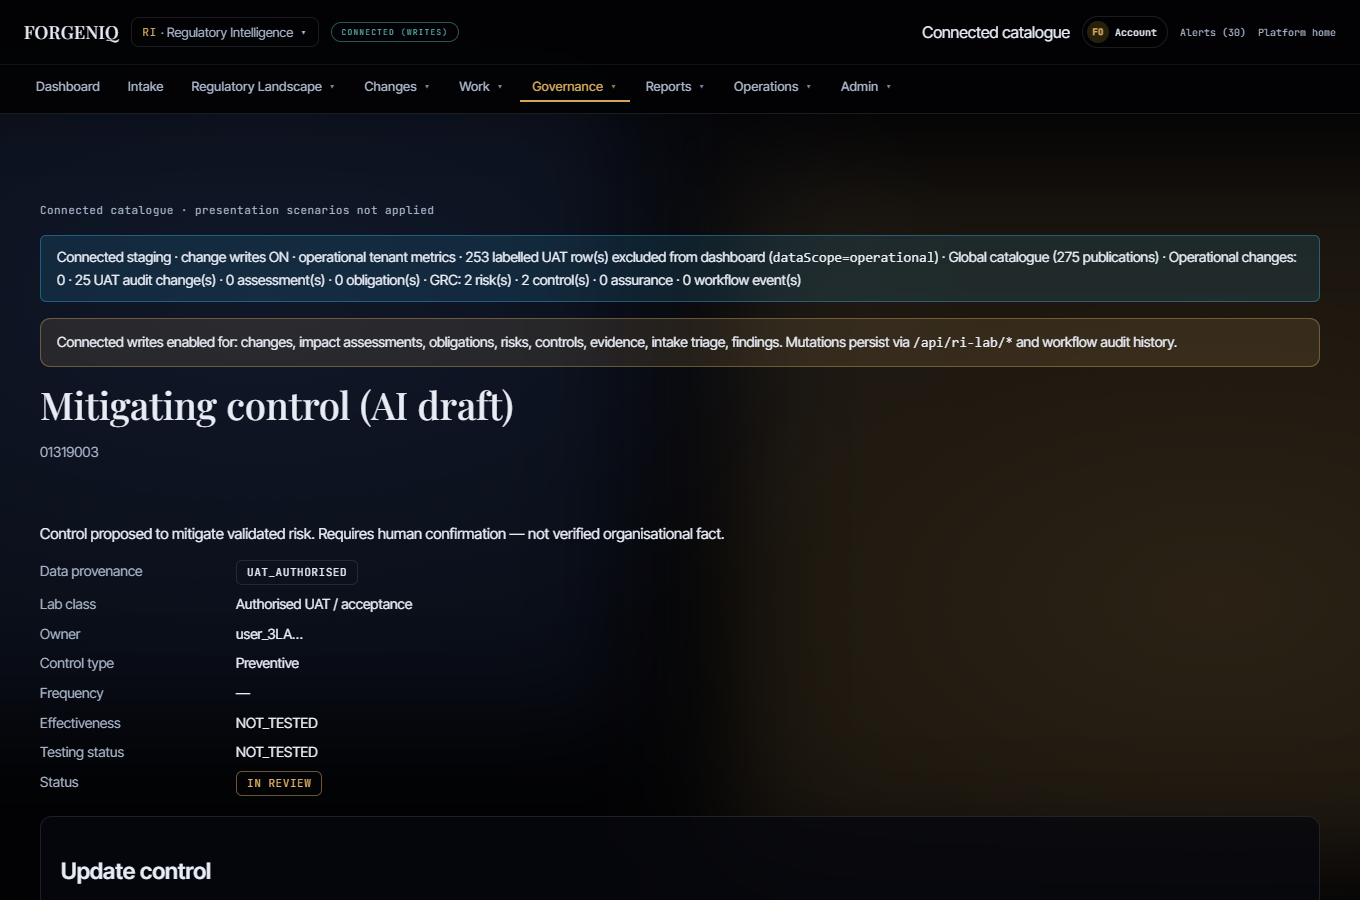 FORGENIQ
RI · Regulatory Intelligence ▾
CONNECTED (WRITES)
Connected catalogue
FO Account
Alerts (30)
Platform home
Dashboard
Intake
Regulatory Landscape ▾
Changes ▾
Work ▾
Governance ▾
Reports ▾
Operations ▾
Admin ▾
Connected catalogue · presentation scenarios not applied
Connected staging · change writes ON · operational tenant metrics · 253 labelled UAT row(s) excluded from dashboard (dataScope=operational) · Global catalogue (275 publications) · Operational changes:
0 · 25 UAT audit change(s) · 0 assessment(s) · 0 obligation(s) · GRC: 2 risk(s) · 2 control(s) · 0 assurance · 0 workflow event(s)
Connected writes enabled for: changes, impact assessments, obligations, risks, controls, evidence, intake triage, findings. Mutations persist via /api/ri-lab/* and workflow audit history.
Mitigating control (AI draft)
01319003
Control proposed to mitigate validated risk. Requires human confirmation — not verified organisational fact.
Data provenance UAT_AUTHORISED
Lab class Authorised UAT / acceptance
Owner user_3LA…
Control type Preventive
Frequency —
Effectiveness NOT_TESTED
Testing status NOT_TESTED
Status IN REVIEW
Update control